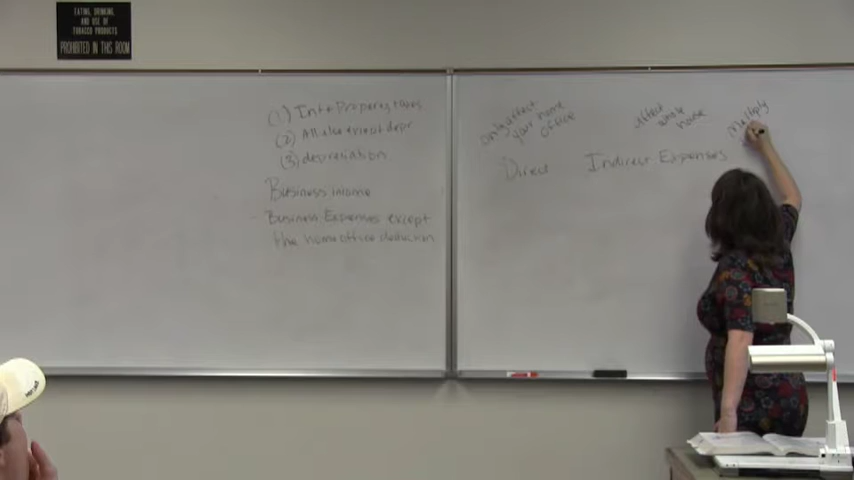 EATING, DRINKING,
AND USE OF
TOBACCO PRODUCTS
PROHIBITED IN THIS ROOM
(1) Int + Property taxes
(2) All else except depr
(3) depreciation
Business income
Business Expenses except
the home office deduction
only affect
your home
office
Direct
affect
whole
home
Indirect Expenses
Multiply